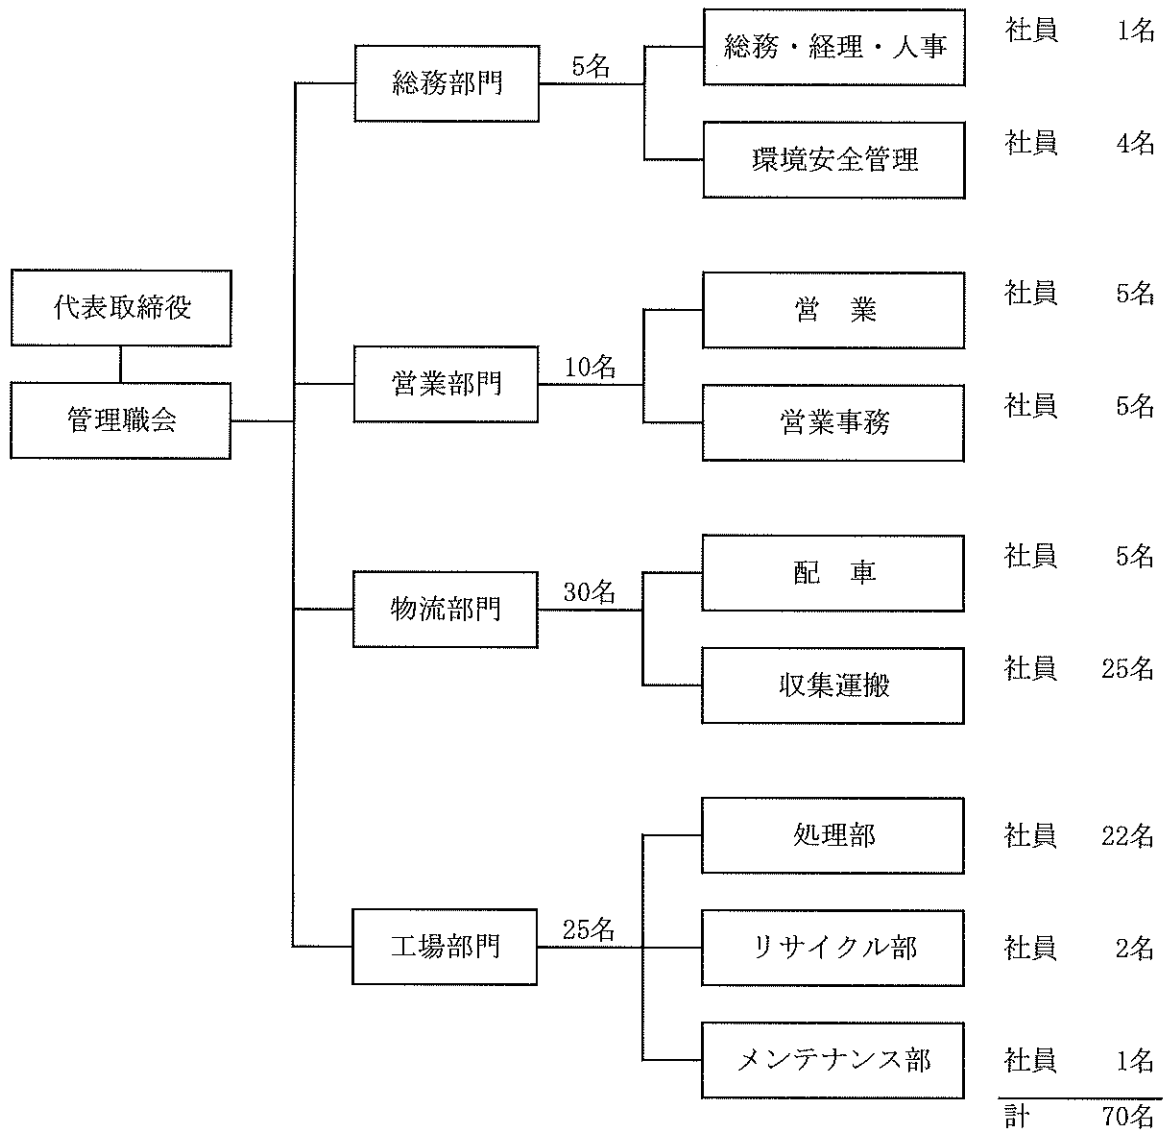 代表取締役
管理職会
総務部門 5名
総務・経理・人事 社員 1名
環境安全管理 社員 4名
営業部門 10名
営 業 社員 5名
営業事務 社員 5名
物流部門 30名
配 車 社員 5名
収集運搬 社員 25名
工場部門 25名
処理部 社員 22名
リサイクル部 社員 2名
メンテナンス部 社員 1名
計 70名